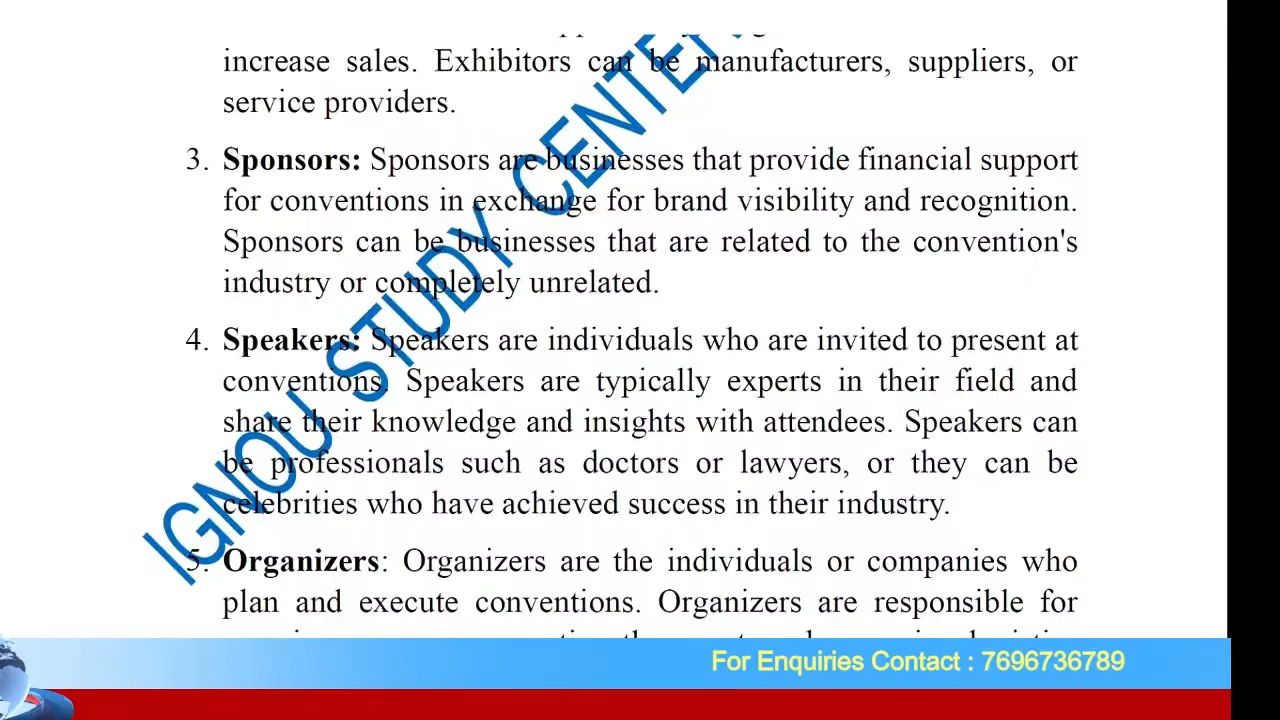 increase sales. Exhibitors can be manufacturers, suppliers, or
service providers.
3. Sponsors: Sponsors are businesses that provide financial support
for conventions in exchange for brand visibility and recognition.
Sponsors can be businesses that are related to the convention's
industry or completely unrelated.
4. Speakers: Speakers are individuals who are invited to present at
conventions. Speakers are typically experts in their field and
share their knowledge and insights with attendees. Speakers can
be professionals such as doctors or lawyers, or they can be
celebrities who have achieved success in their industry.
5. Organizers: Organizers are the individuals or companies who
plan and execute conventions. Organizers are responsible for
IGNOU STUDY CENTER
For Enquiries Contact : 7696736789